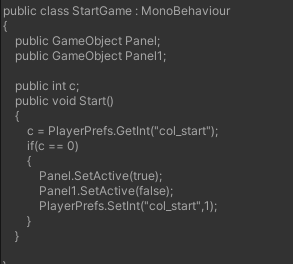 public class StartGame : MonoBehaviour
{
public GameObject Panel;
public GameObject Panel1;
public int c;
public void Start()
{
c = PlayerPrefs.GetInt("col_start");
if(c == 0)
{
Panel.SetActive(true);
Panel1.SetActive(false);
PlayerPrefs.SetInt("col_start",1);
}
}
}